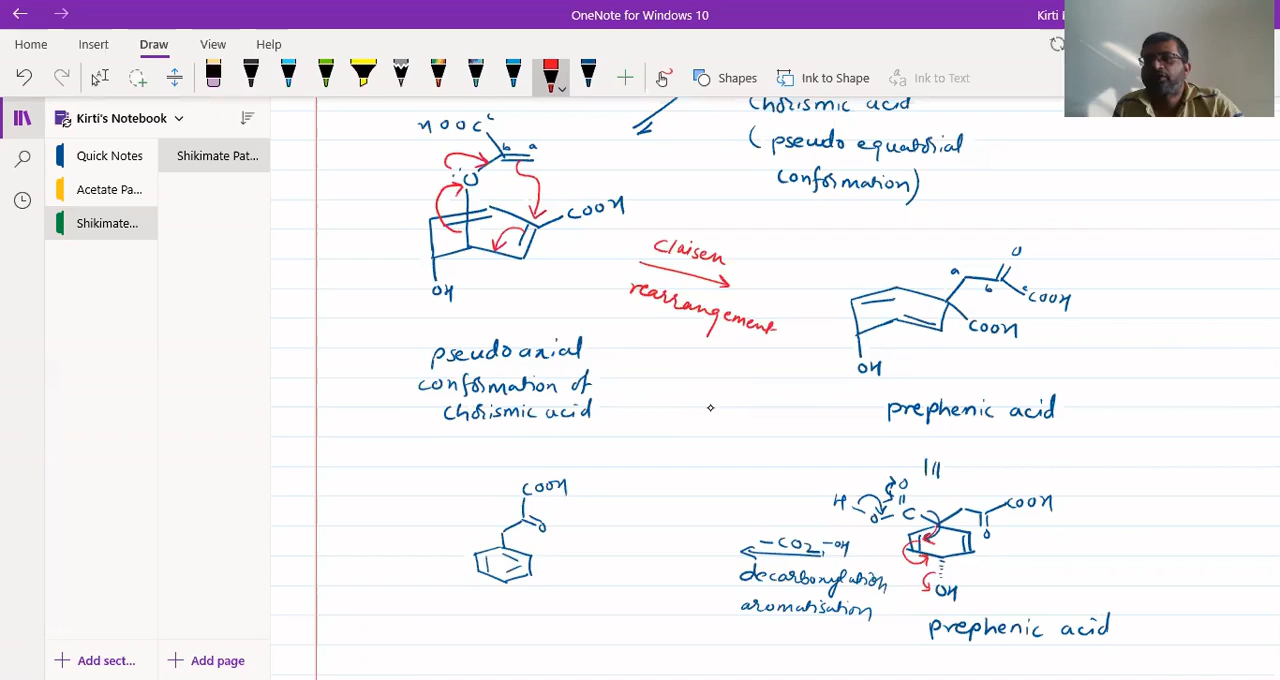 OneNote for Windows 10
Kirti
Home Insert Draw View Help
Shapes Ink to Shape Ink to Text
Kirti's Notebook
Quick Notes
Acetate Pa...
Shikimate...
Shikimate Pat...
Add sect...
Add page
Chorismic acid
( pseudo equatorial
conformation)
HOOC c
b a
O
COOH
OH
Claisen
rearrangement
O
a
b c
COOH
COOH
OH
pseudoaxial
conformation of
Chorismic acid
prephenic acid
COOH
O
H O C O
COOH
O
OH
-CO2, -OH
decarboxylation
aromatisation
prephenic acid